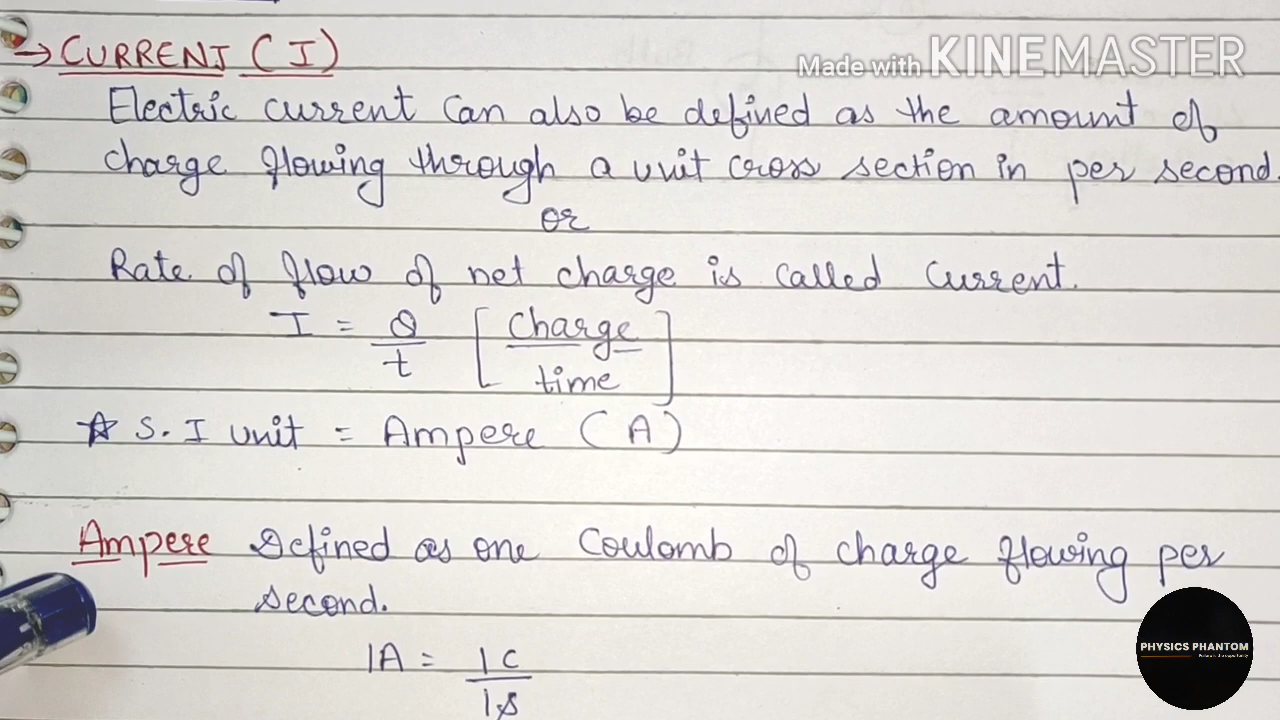 → CURRENT (I)
Made with KINEMASTER
Electric current can also be defined as the amount of
charge flowing through a unit cross section in per second.
or
Rate of flow of net charge is called current.
I = Q/t [charge/time]
☆ S.I unit = Ampere (A)
Ampere Defined as one Coulomb of charge flowing per
second.
1A = 1C/1s
PHYSICS PHANTOM